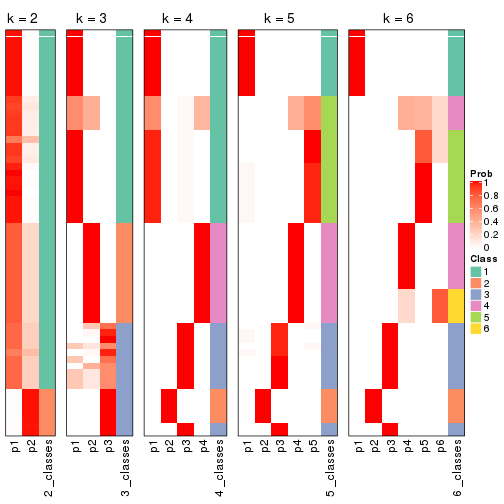 k = 2
k = 3
k = 4
k = 5
k = 6
Prob
1
0.8
0.6
0.4
0.2
0
Class
1
2
3
4
5
6
p1
p2
2_classes
p1
p2
p3
3_classes
p1
p2
p3
p4
4_classes
p1
p2
p3
p4
p5
5_classes
p1
p2
p3
p4
p5
p6
6_classes